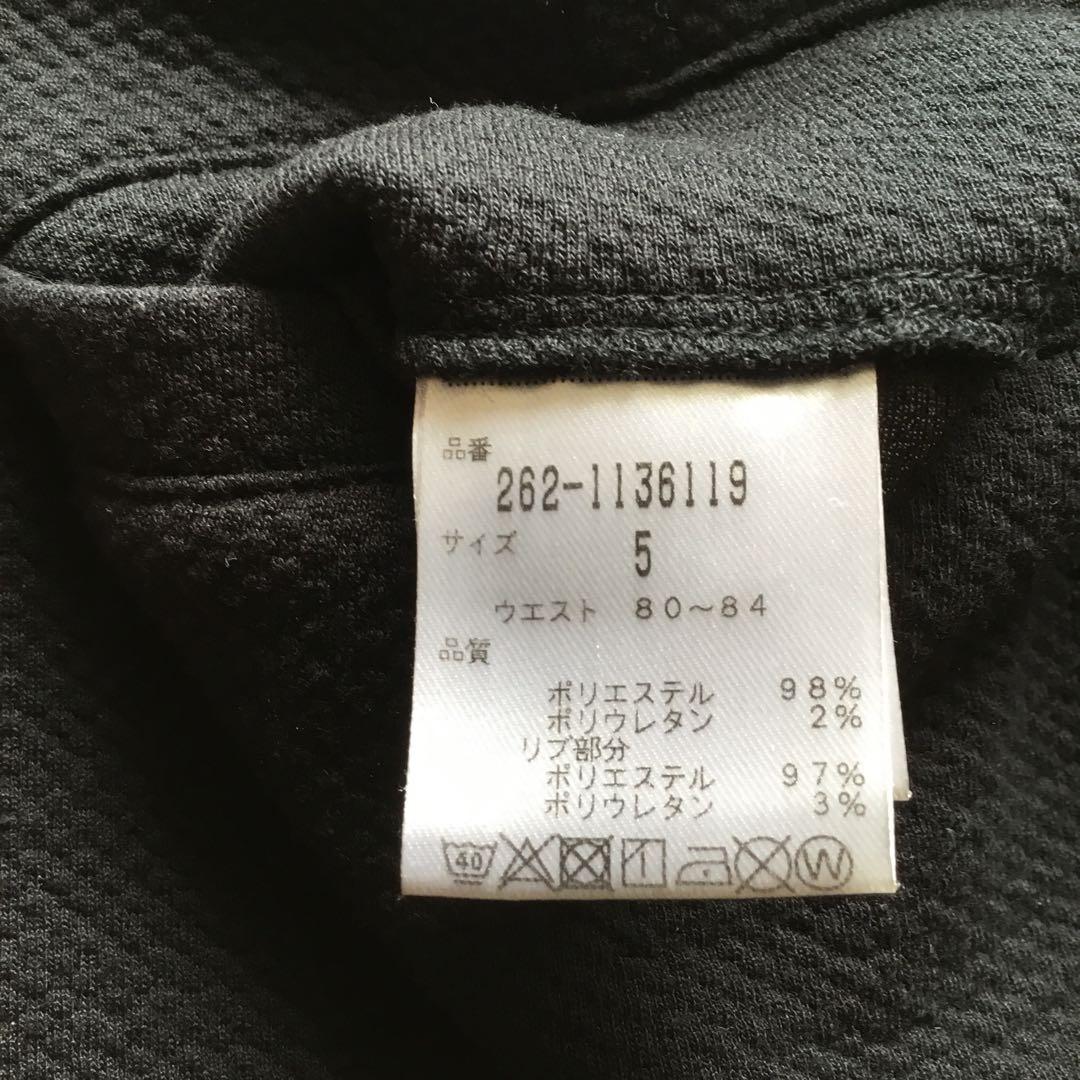 品番
262-1136119
サイズ 5
ウエスト 80～84
品質
ポリエステル 98%
ポリウレタン 2%
リブ部分
ポリエステル 97%
ポリウレタン 3%
40 W